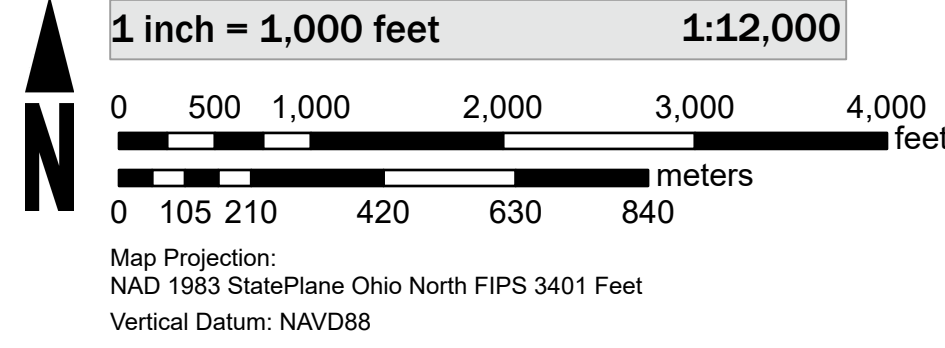 1 inch = 1,000 feet 1:12,000
0 500 1,000 2,000 3,000 4,000
feet
N
meters
0 105 210 420 630 840
Map Projection:
NAD 1983 StatePlane Ohio North FIPS 3401 Feet
Vertical Datum: NAVD88